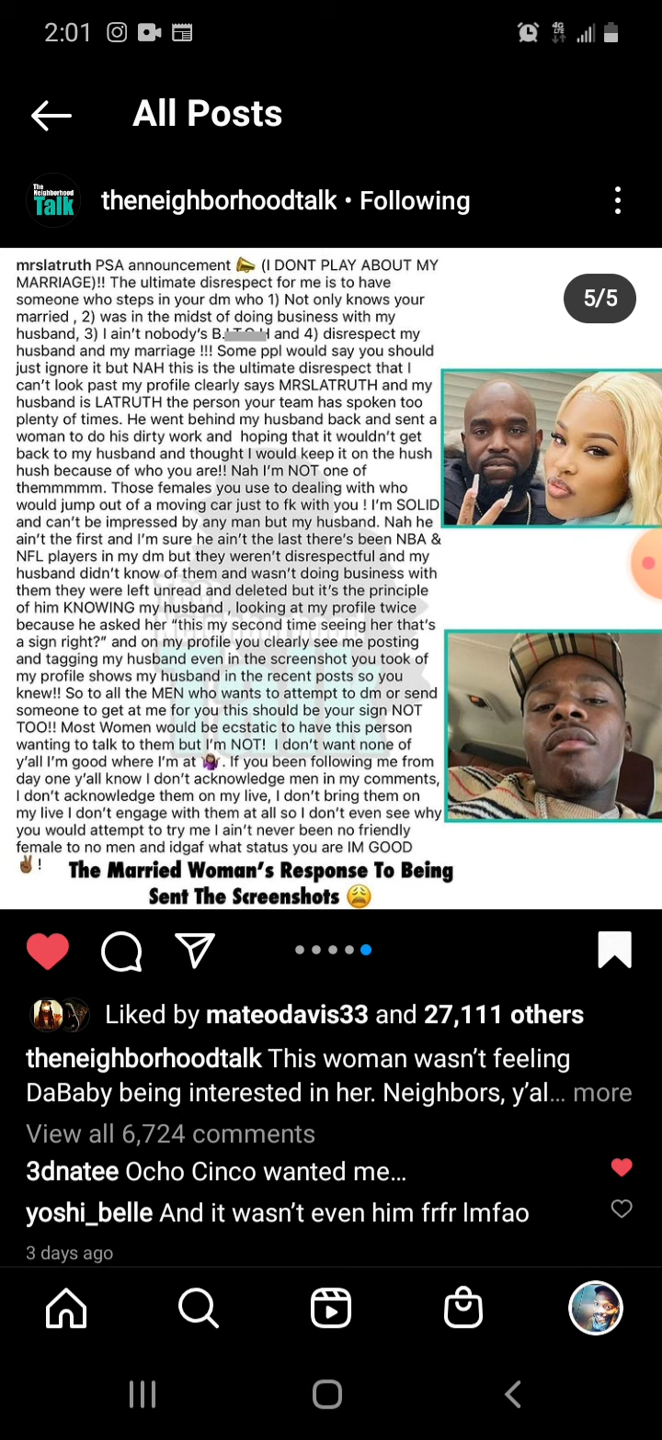 2:01
4G
LTE
All Posts
The
Neighborhood
Talk
theneighborhoodtalk • Following
5/5
mrslatruth PSA announcement 📣 (I DONT PLAY ABOUT MY
MARRIAGE)!! The ultimate disrespect for me is to have
someone who steps in your dm who 1) Not only knows your
married , 2) was in the midst of doing business with my
husband, 3) I ain't nobody's and 4) disrespect my
husband and my marriage !!! Some ppl would say you should
just ignore it but NAH this is the ultimate disrespect that I
can't look past my profile clearly says MRSLATRUTH and my
husband is LATRUTH the person your team has spoken too
plenty of times. He went behind my husband back and sent a
woman to do his dirty work and hoping that it wouldn't get
back to my husband and thought I would keep it on the hush
hush because of who you are!! Nah I'm NOT one of
themmmmm. Those females you use to dealing with who
would jump out of a moving car just to fk with you ! I'm SOLID
and can't be impressed by any man but my husband. Nah he
ain't the first and I'm sure he ain't the last there's been NBA &
NFL players in my dm but they weren't disrespectful and my
husband didn't know of them and wasn't doing business with
them they were left unread and deleted but it's the principle
of him KNOWING my husband , looking at my profile twice
because he asked her “this my second time seeing her that's
a sign right?” and on my profile you clearly see me posting
and tagging my husband even in the screenshot you took of
my profile shows my husband in the recent posts so you
knew!! So to all the MEN who wants to attempt to dm or send
someone to get at me for you this should be your sign NOT
TOO!! Most Women would be ecstatic to have this person
wanting to talk to them but I'm NOT! I don't want none of
y'all I'm good where I'm at 🤷🏾‍♀️. If you been following me from
day one y'all know I don't acknowledge men in my comments,
I don't acknowledge them on my live, I don't bring them on
my live I don't engage with them at all so I don't even see why
you would attempt to try me I ain't never been no friendly
female to no men and idgaf what status you are IM GOOD
✌🏾!
The Married Woman's Response To Being
Sent The Screenshots 😩
Liked by mateodavis33 and 27,111 others
theneighborhoodtalk This woman wasn't feeling
DaBaby being interested in her. Neighbors, y'al... more
View all 6,724 comments
3dnatee Ocho Cinco wanted me...
yoshi_belle And it wasn't even him frfr lmfao
3 days ago